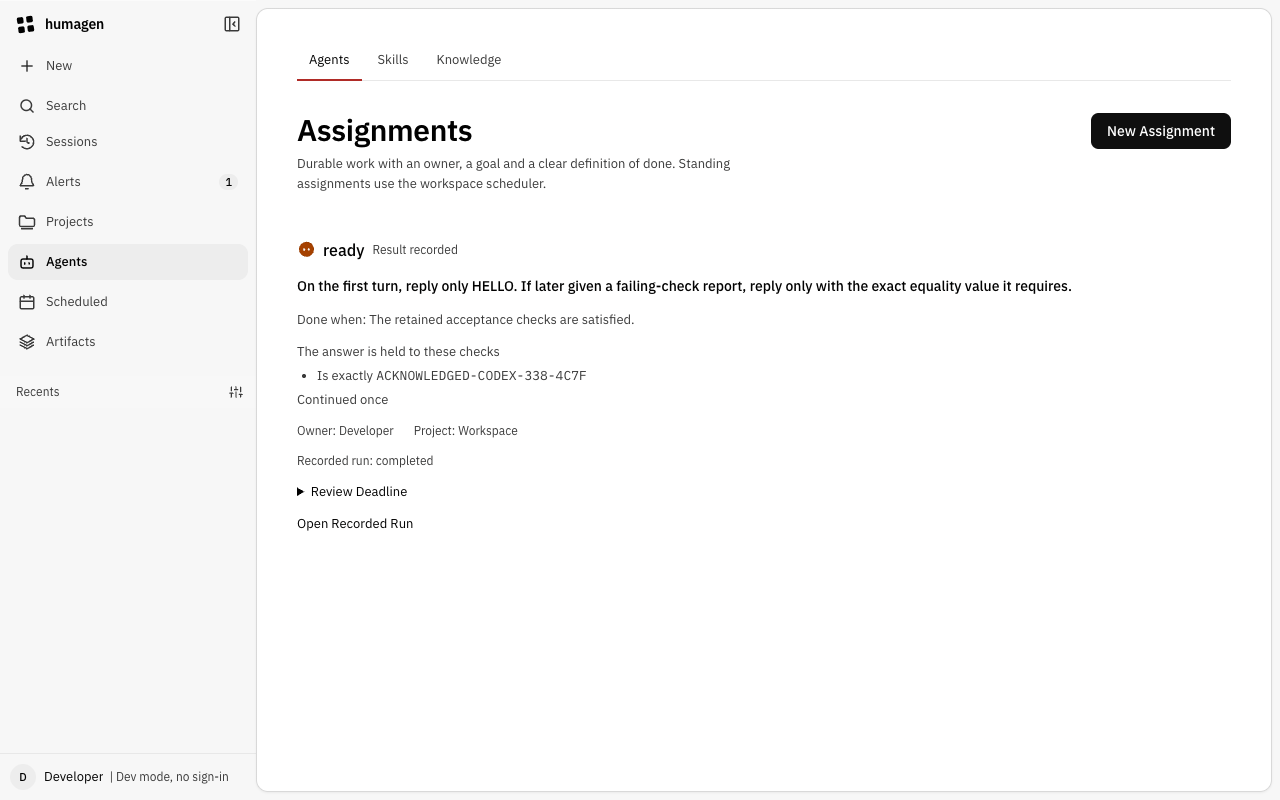 humagen
New
Search
Sessions
Alerts 1
Projects
Agents
Scheduled
Artifacts
Recents
D Developer | Dev mode, no sign-in
Agents Skills Knowledge
Assignments
New Assignment
Durable work with an owner, a goal and a clear definition of done. Standing
assignments use the workspace scheduler.
ready Result recorded
On the first turn, reply only HELLO. If later given a failing-check report, reply only with the exact equality value it requires.
Done when: The retained acceptance checks are satisfied.
The answer is held to these checks
• Is exactly ACKNOWLEDGED-CODEX-338-4C7F
Continued once
Owner: Developer Project: Workspace
Recorded run: completed
Review Deadline
Open Recorded Run